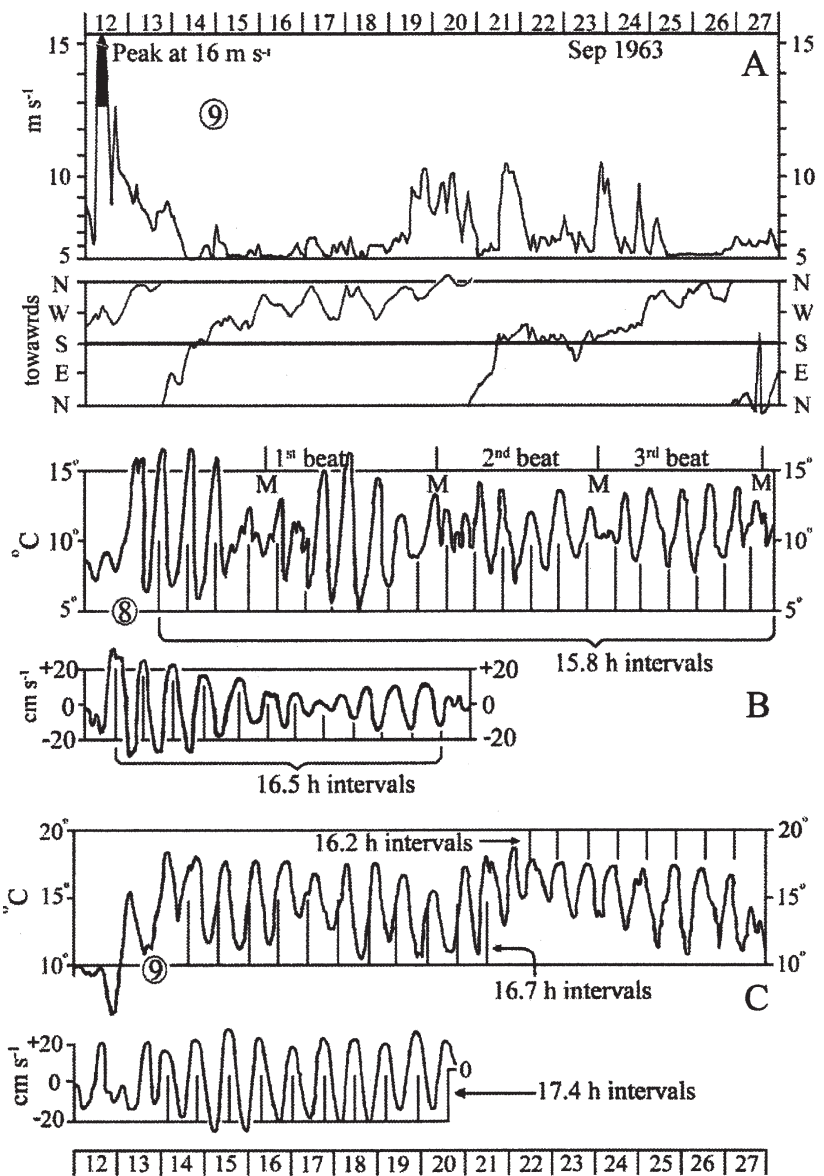 12 13 14 15 16 17 18 19 20 21 22 23 24 25 26 27
15 Peak at 16 m s⁻¹ Sep 1963 A 15
m s⁻¹
⑨
10 10
5 5
N N
W W
towawrds
S S
E E
N N
15° 1st beat 2nd beat 3rd beat 15°
M M M M
°C
10° 10°
5° ⑧ 5°
15.8 h intervals
+20 +20
cm s⁻¹
0 0
B
-20 -20
16.5 h intervals
20° 16.2 h intervals 20°
°C
15° 15°
10° ⑨ 10°
16.7 h intervals
C
+20
cm s⁻¹
0 0
17.4 h intervals
-20
12 13 14 15 16 17 18 19 20 21 22 23 24 25 26 27